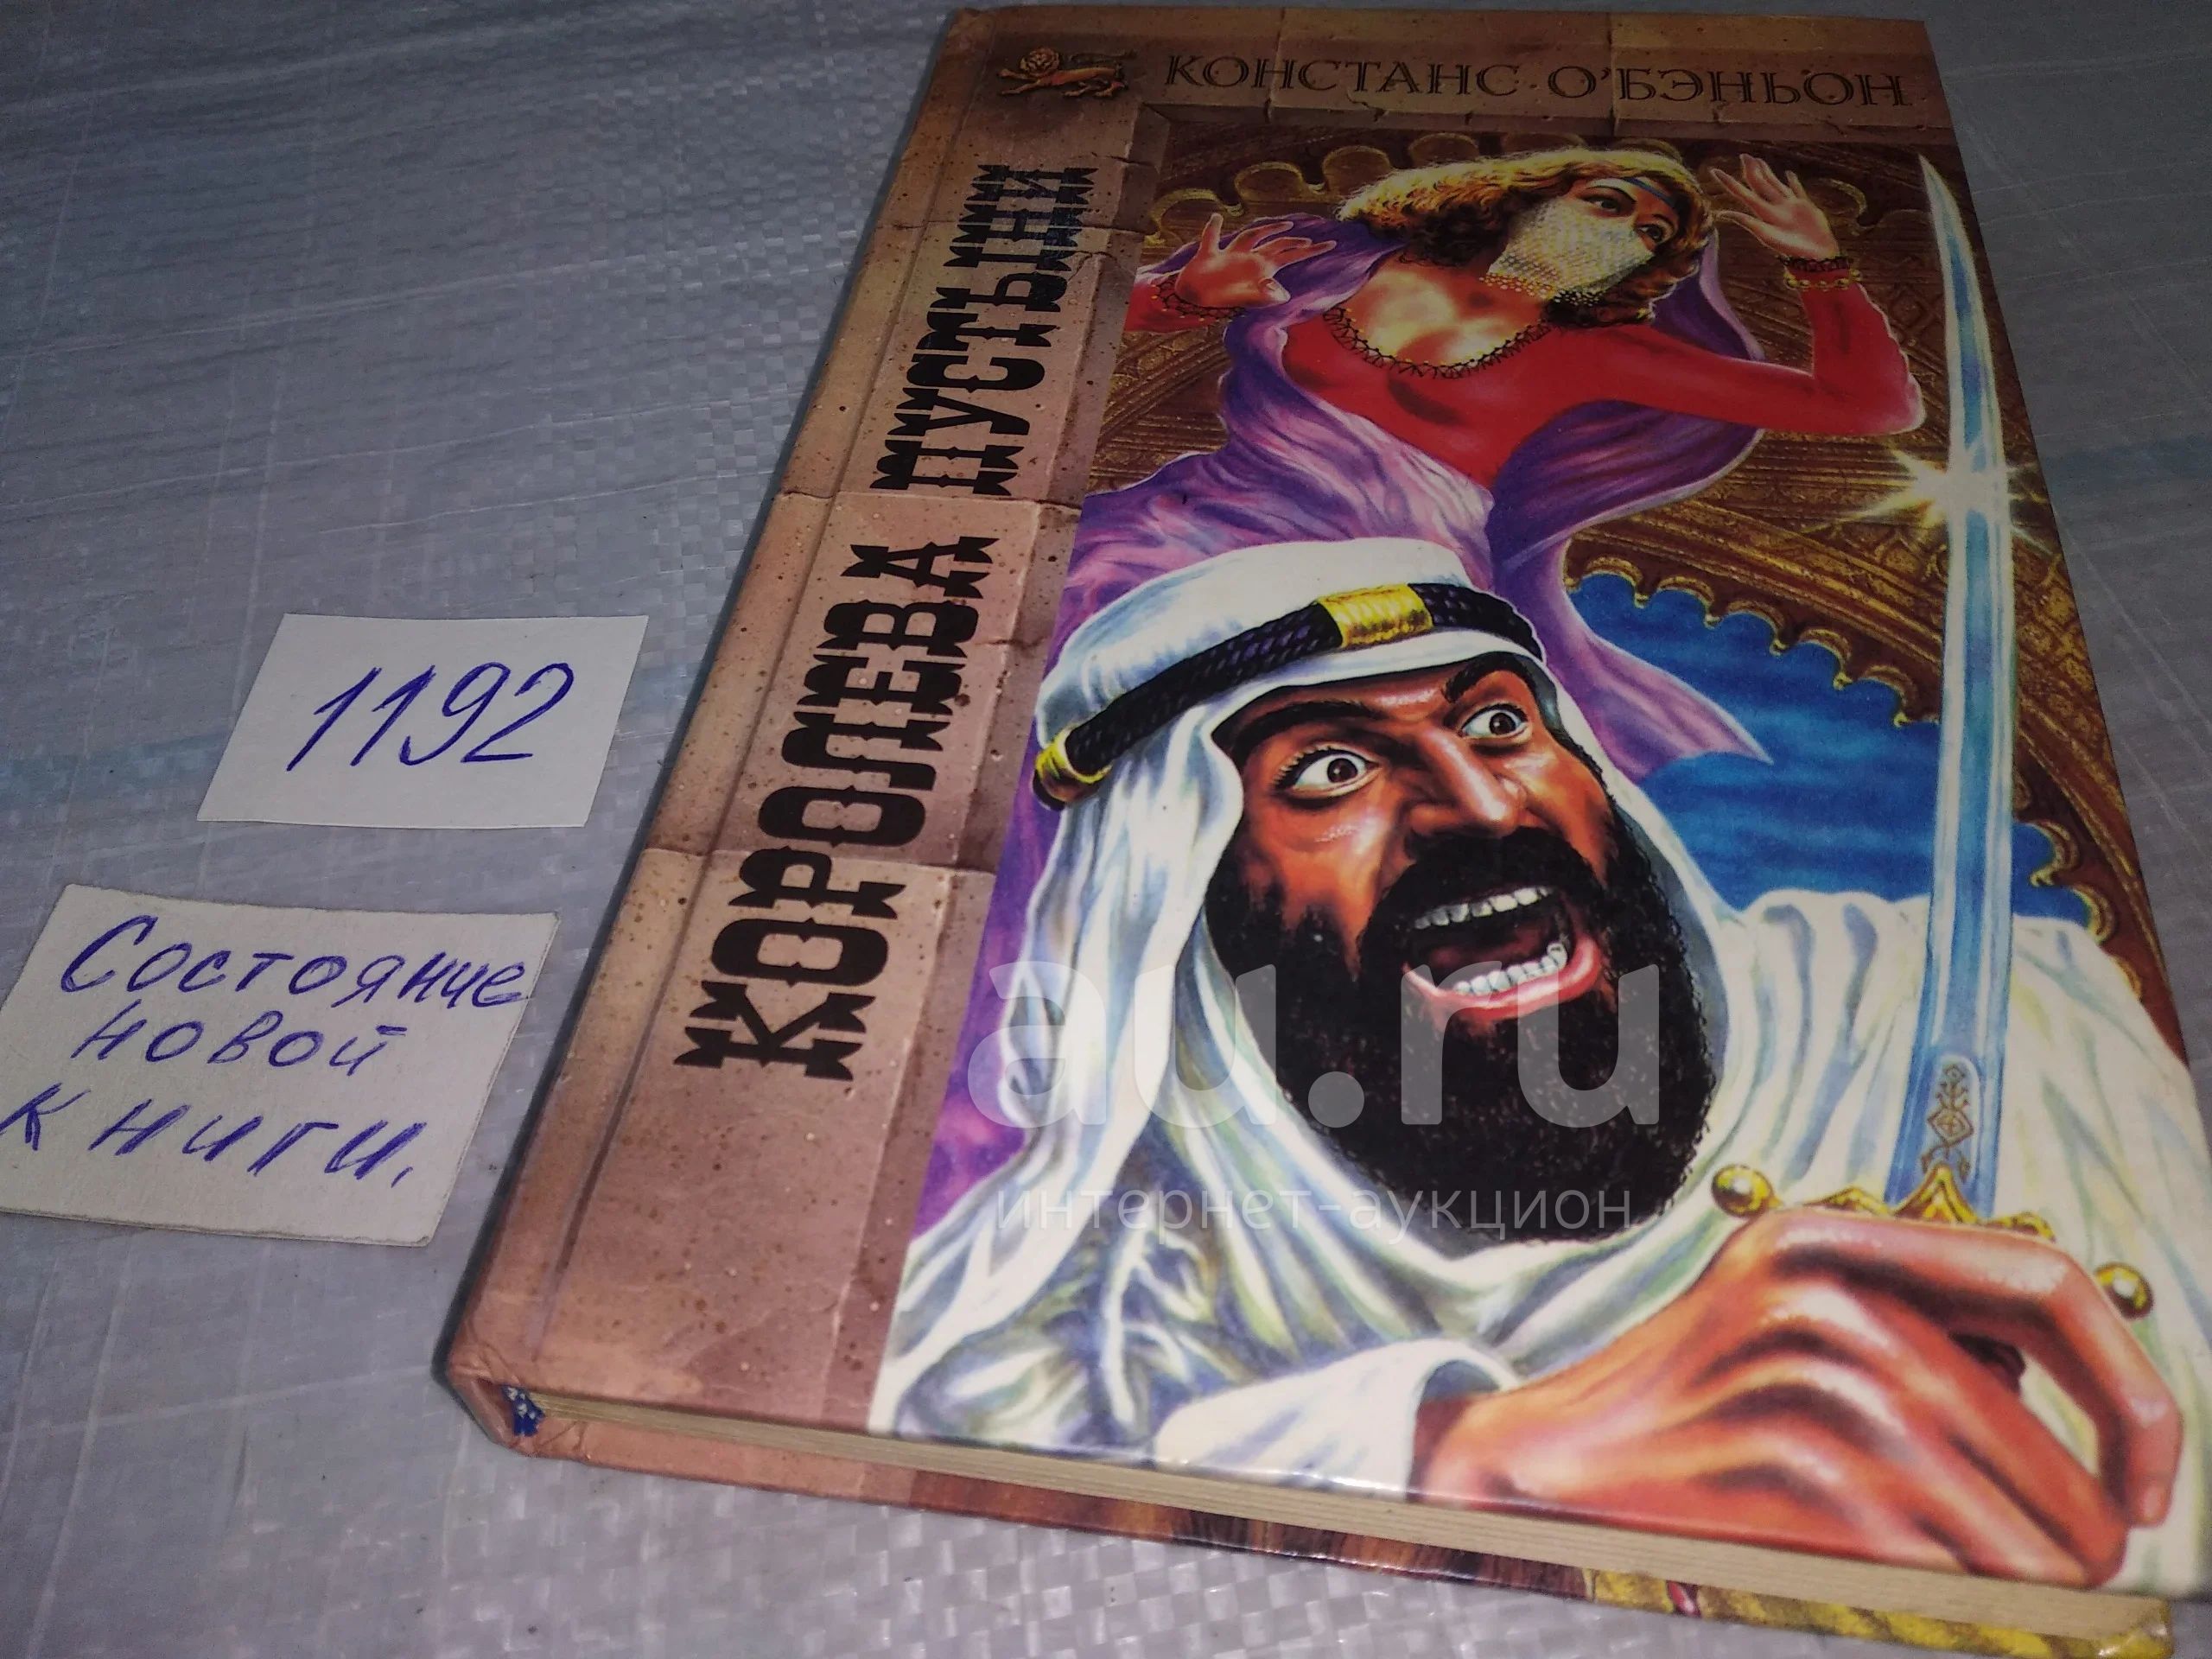 КОНСТАНС О'БЭНЬОН
КОРОЛЕВА ПУСТЫНИ
1192
Состояние
новой
книги.
au.ru
интернет-аукцион